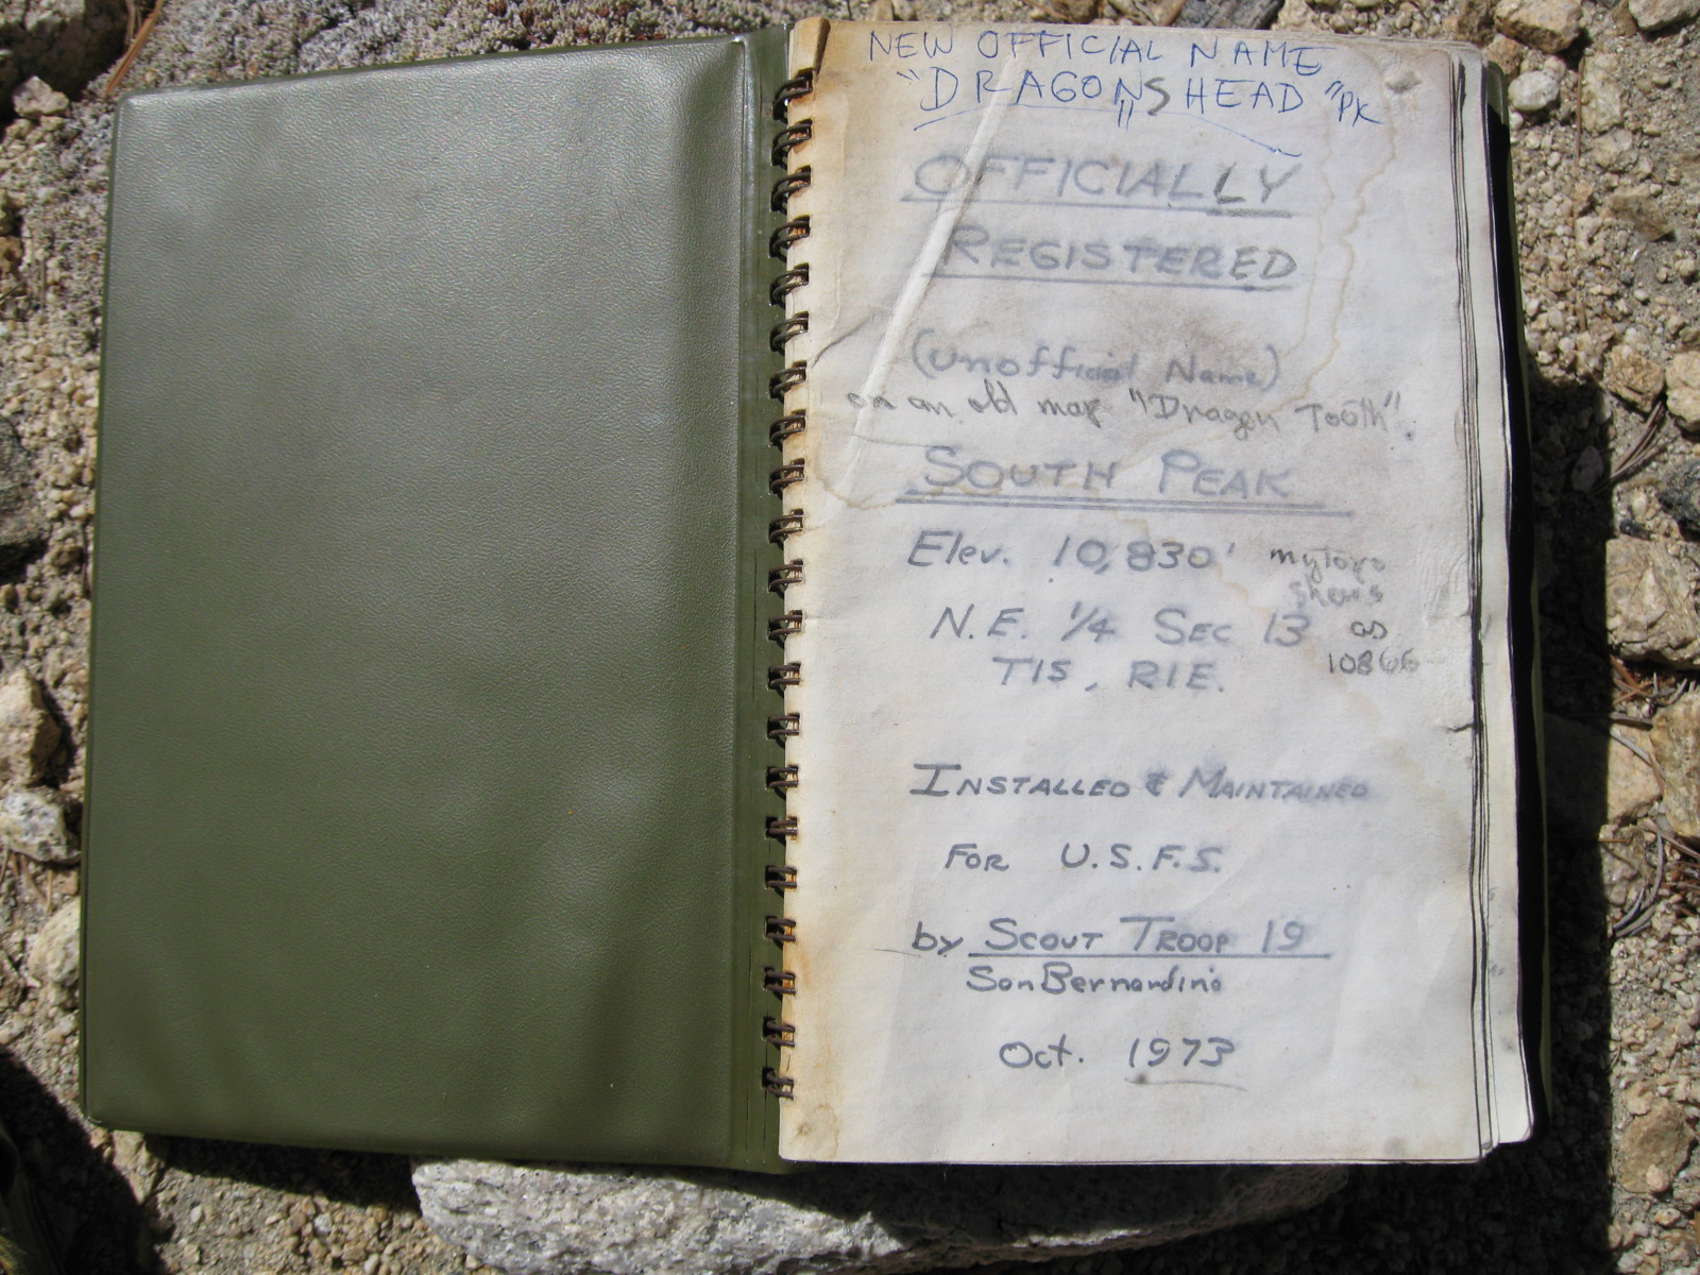 NEW OFFICIAL NAME
"DRAGONS HEAD "PK
OFFICIALLY
REGISTERED
(Unofficial Name)
on an old map "Dragon Tooth".
SOUTH PEAK
Elev. 10,830' my topo
shows
N.E. 1/4 SEC 13 as
T1S, R1E. 10866
INSTALLED & MAINTAINED
FOR U.S.F.S.
by SCOUT TROOP 19
San Bernardino
Oct. 1973